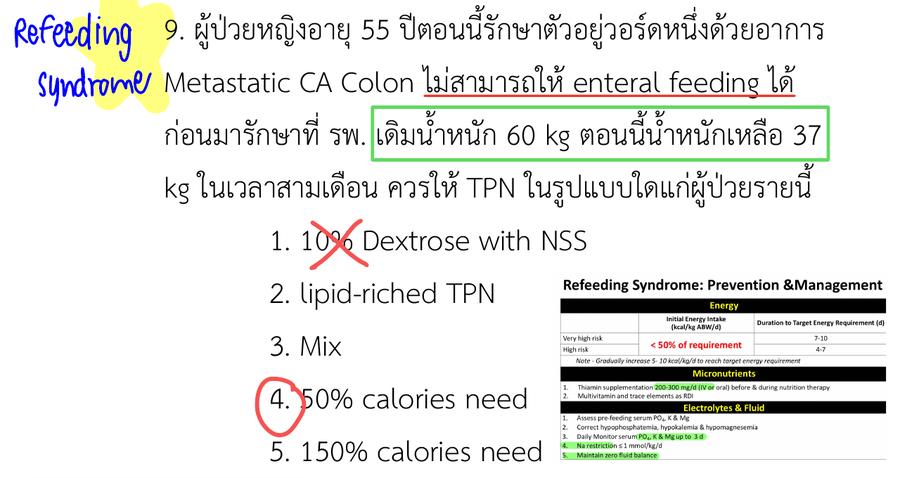 Refeeding
syndrome
9. ผู้ป่วยหญิงอายุ 55 ปีตอนนี้รักษาตัวอยู่วอร์ดหนึ่งด้วยอาการ
Metastatic CA Colon ไม่สามารถให้ enteral feeding ได้
ก่อนมารักษาที่ รพ. เดิมน้ำหนัก 60 kg ตอนนี้น้ำหนักเหลือ 37
kg ในเวลาสามเดือน ควรให้ TPN ในรูปแบบใดแก่ผู้ป่วยรายนี้
1. 10% Dextrose with NSS
2. lipid-riched TPN
3. Mix
4. 50% calories need
5. 150% calories need
Refeeding Syndrome: Prevention &Management
Energy
Initial Energy Intake (kcal/kg ABW/d) Duration to Target Energy Requirement (d)
Very high risk < 50% of requirement 7-10
High risk 4-7
Note - Gradually increase 5- 10 kcal/kg/d to reach target energy requirement
Micronutrients
1. Thiamin supplementation 200-300 mg/d (IV or oral) before & during nutrition therapy
2. Multivitamin and trace elements as RDI
Electrolytes & Fluid
1. Assess pre-feeding serum PO₄, K & Mg
2. Correct hypophosphatemia, hypokalemia & hypomagnesemia
3. Daily Monitor serum PO₄, K & Mg up to 3 d
4. Na restriction ≤ 1 mmol/kg/d
5. Maintain zero fluid balance